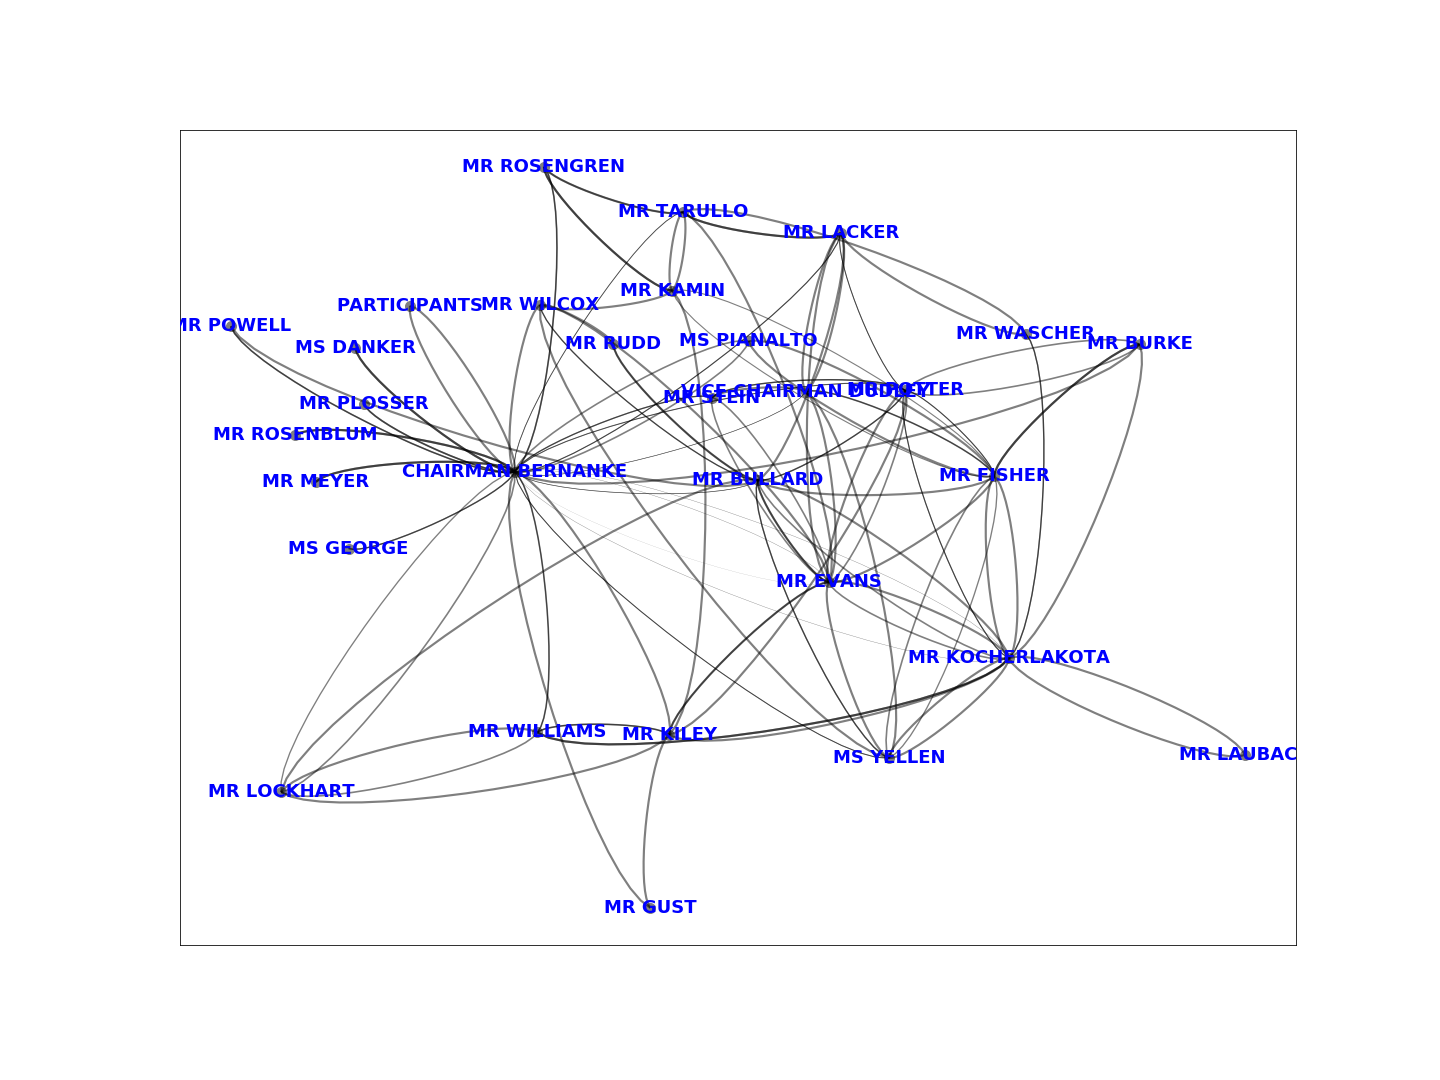 MR ROSENGREN
MR TARULLO
MR LACKER
MR KAMIN
PARTICIPANTS
MR WILCOX
MR POWELL
MR WASCHER
MS DANKER
MR RUDD
MS PIANALTO
MR BURKE
VICE CHAIRMAN DUDLEY
MR POTTER
MR STEIN
MR PLOSSER
MR ROSENBLUM
CHAIRMAN BERNANKE
MR MEYER
MR BULLARD
MR FISHER
MS GEORGE
MR EVANS
MR KOCHERLAKOTA
MR WILLIAMS
MR KILEY
MS YELLEN
MR LAUBAC
MR LOCKHART
MR GUST